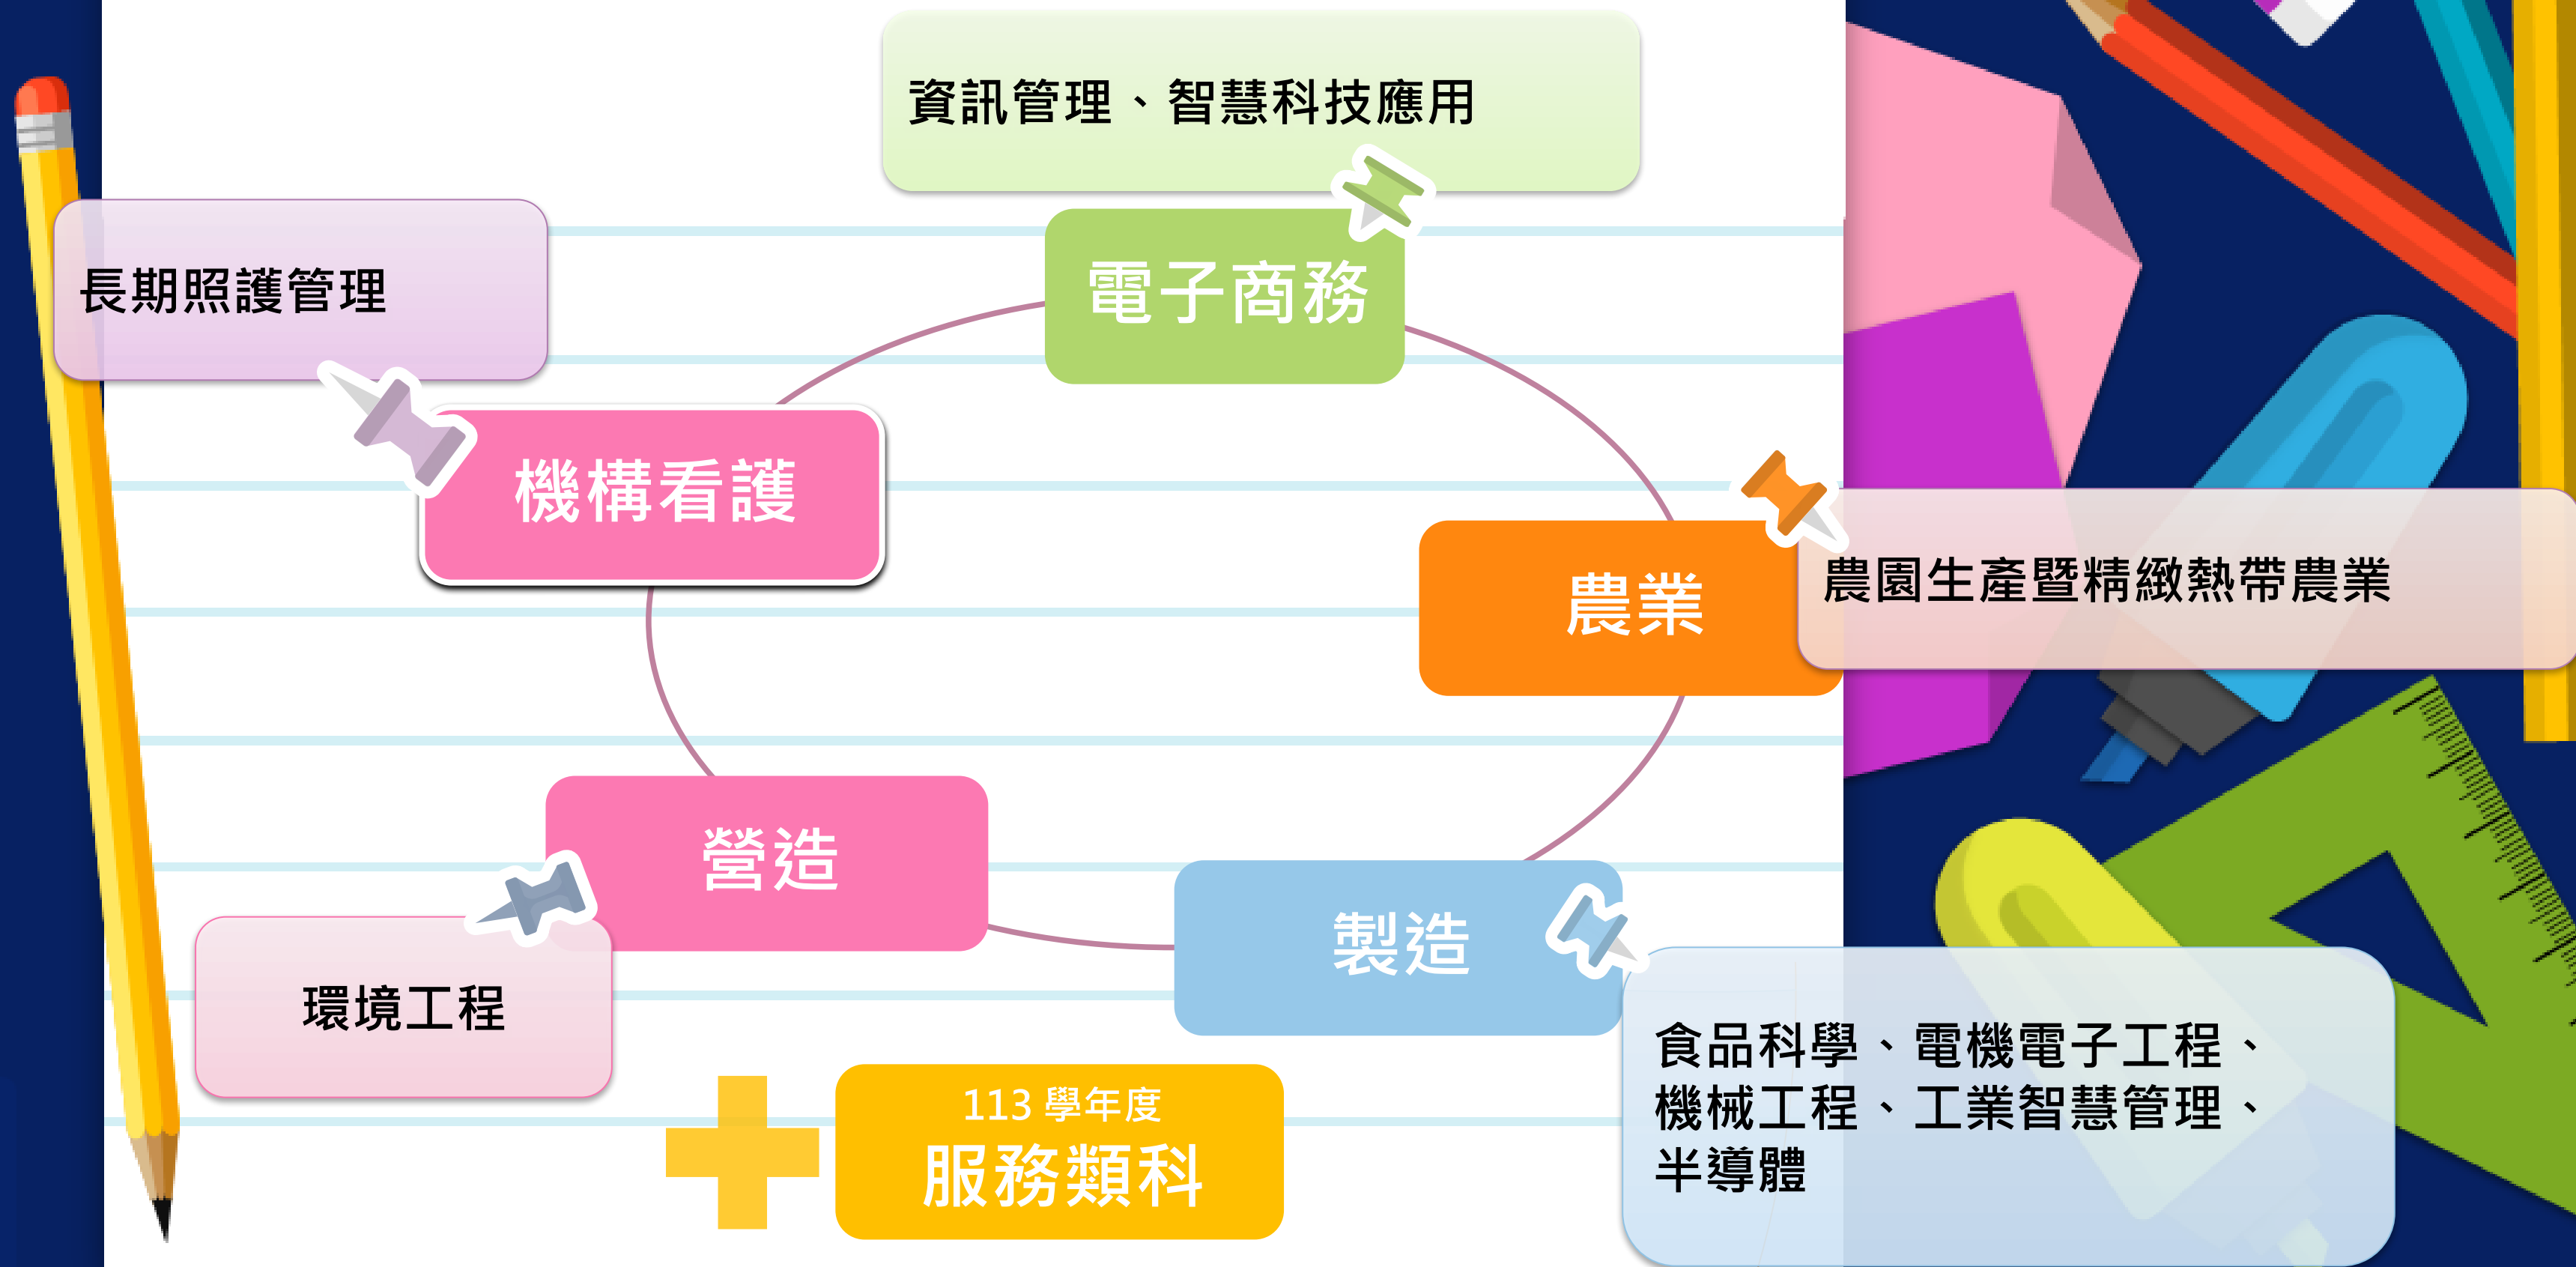 資訊管理、智慧科技應用
電子商務
長期照護管理
機構看護
農業
農園生產暨精緻熱帶農業
營造
環境工程
製造
食品科學、電機電子工程、
機械工程、工業智慧管理、
半導體
113 學年度
服務類科